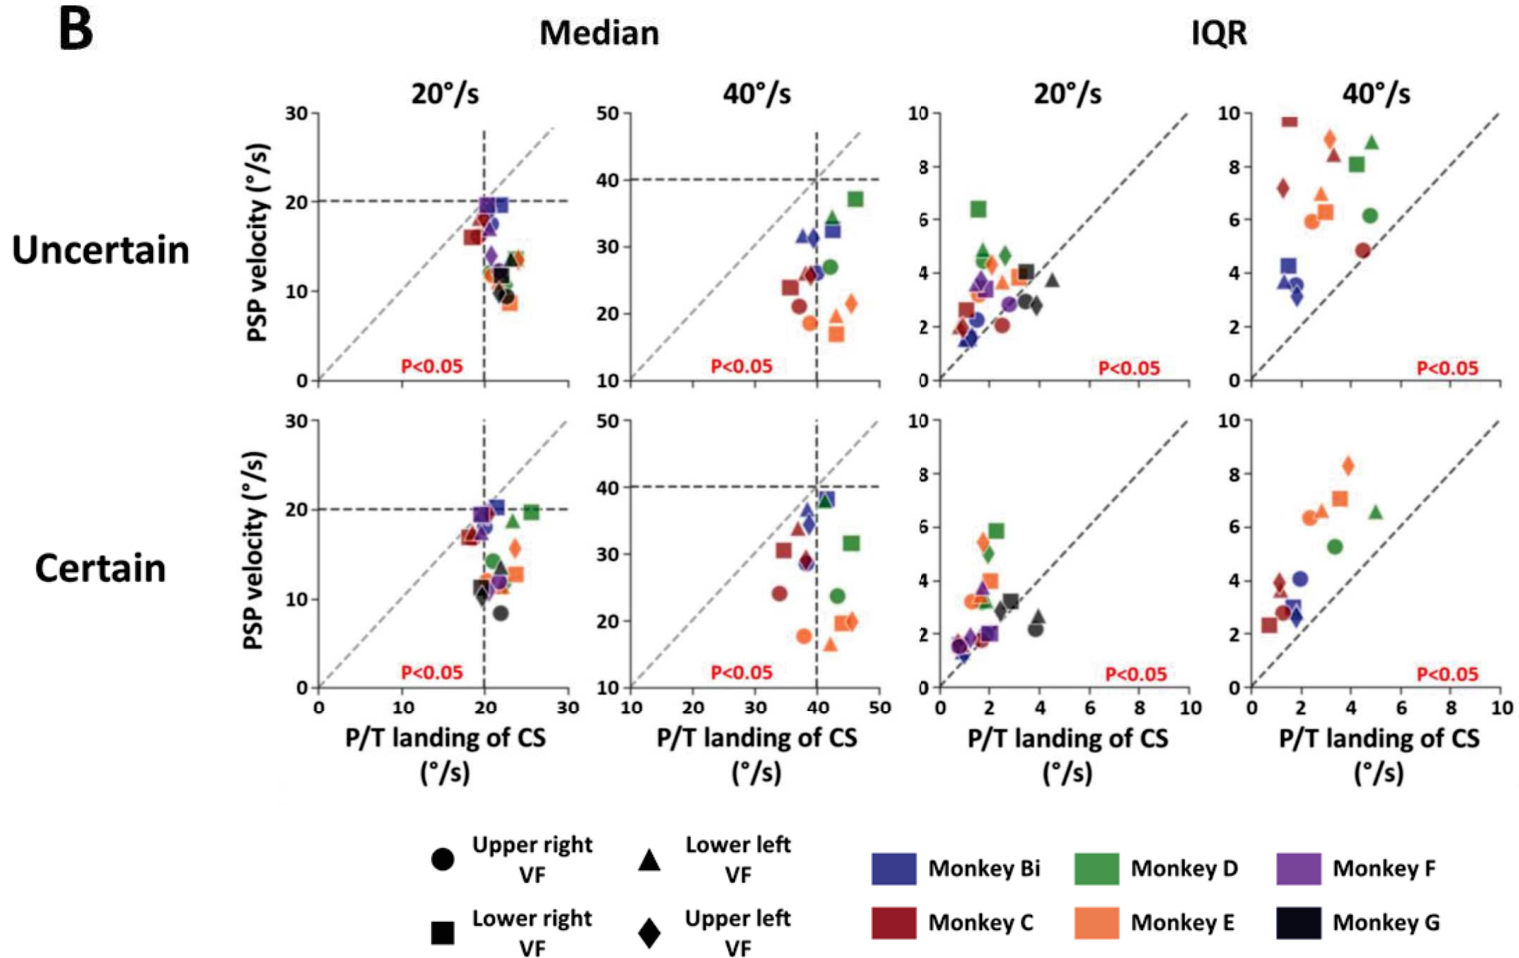 B
Median IQR
20°/s 40°/s 20°/s 40°/s
Uncertain
PSP velocity (°/s)
30 20 10 0
P<0.05
50 40 30 20 10
P<0.05
10 8 6 4 2 0
P<0.05
10 8 6 4 2 0
P<0.05
Certain
PSP velocity (°/s)
30 20 10 0
P<0.05
50 40 30 20 10
P<0.05
10 8 6 4 2 0
P<0.05
10 8 6 4 2 0
P<0.05
0 10 20 30 10 20 30 40 50 0 2 4 6 8 10 0 2 4 6 8 10
P/T landing of CS P/T landing of CS P/T landing of CS P/T landing of CS
(°/s) (°/s) (°/s) (°/s)
Upper right
VF
Lower left
VF
Lower right
VF
Upper left
VF
Monkey Bi Monkey D Monkey F
Monkey C Monkey E Monkey G